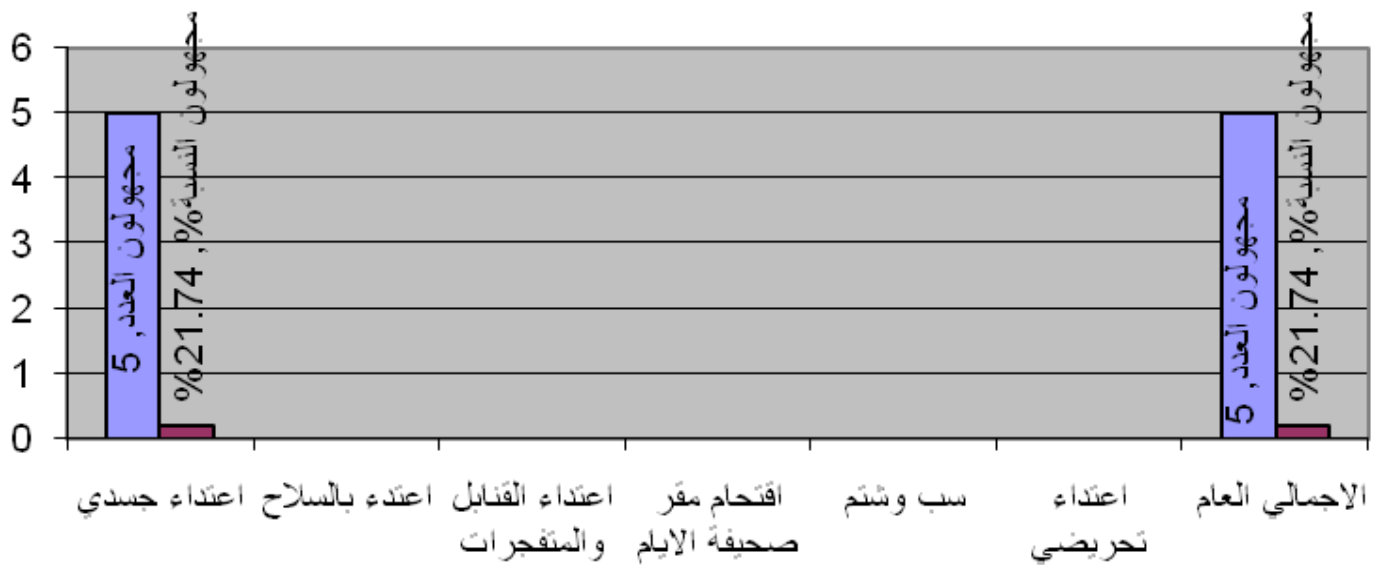 6
5
4
3
2
1
0
مجهولون العدد, 5
مجهولون النسبة%, 21.74%
مجهولون العدد, 5
مجهولون النسبة%, 21.74%
اعتداء جسدي
اعتدء بالسلاح
اعتداء القنابل
والمتفجرات
اقتحام مقر
صحيفة الايام
سب وشتم
اعتداء
تحريضي
الاجمالي العام